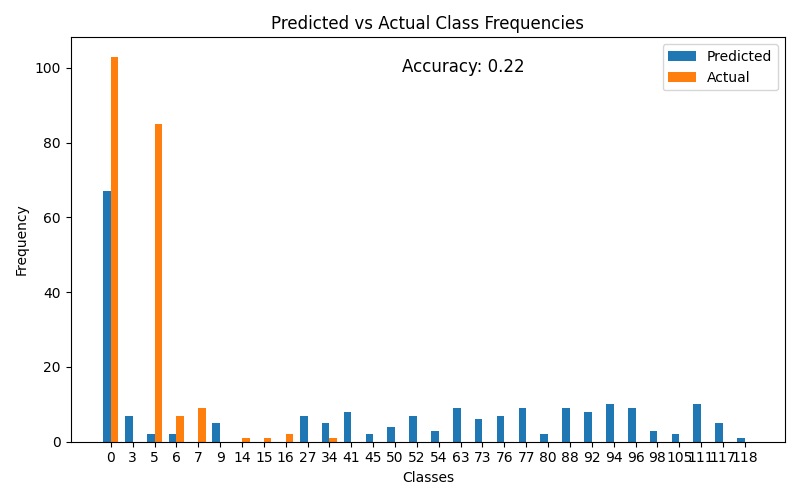 Predicted vs Actual Class Frequencies
Accuracy: 0.22
Predicted
Actual
Frequency
100
80
60
40
20
0
0 3 5 6 7 9 14 15 16 27 34 41 45 50 52 54 63 73 76 77 80 88 92 94 96 98 105 111 117 118
Classes